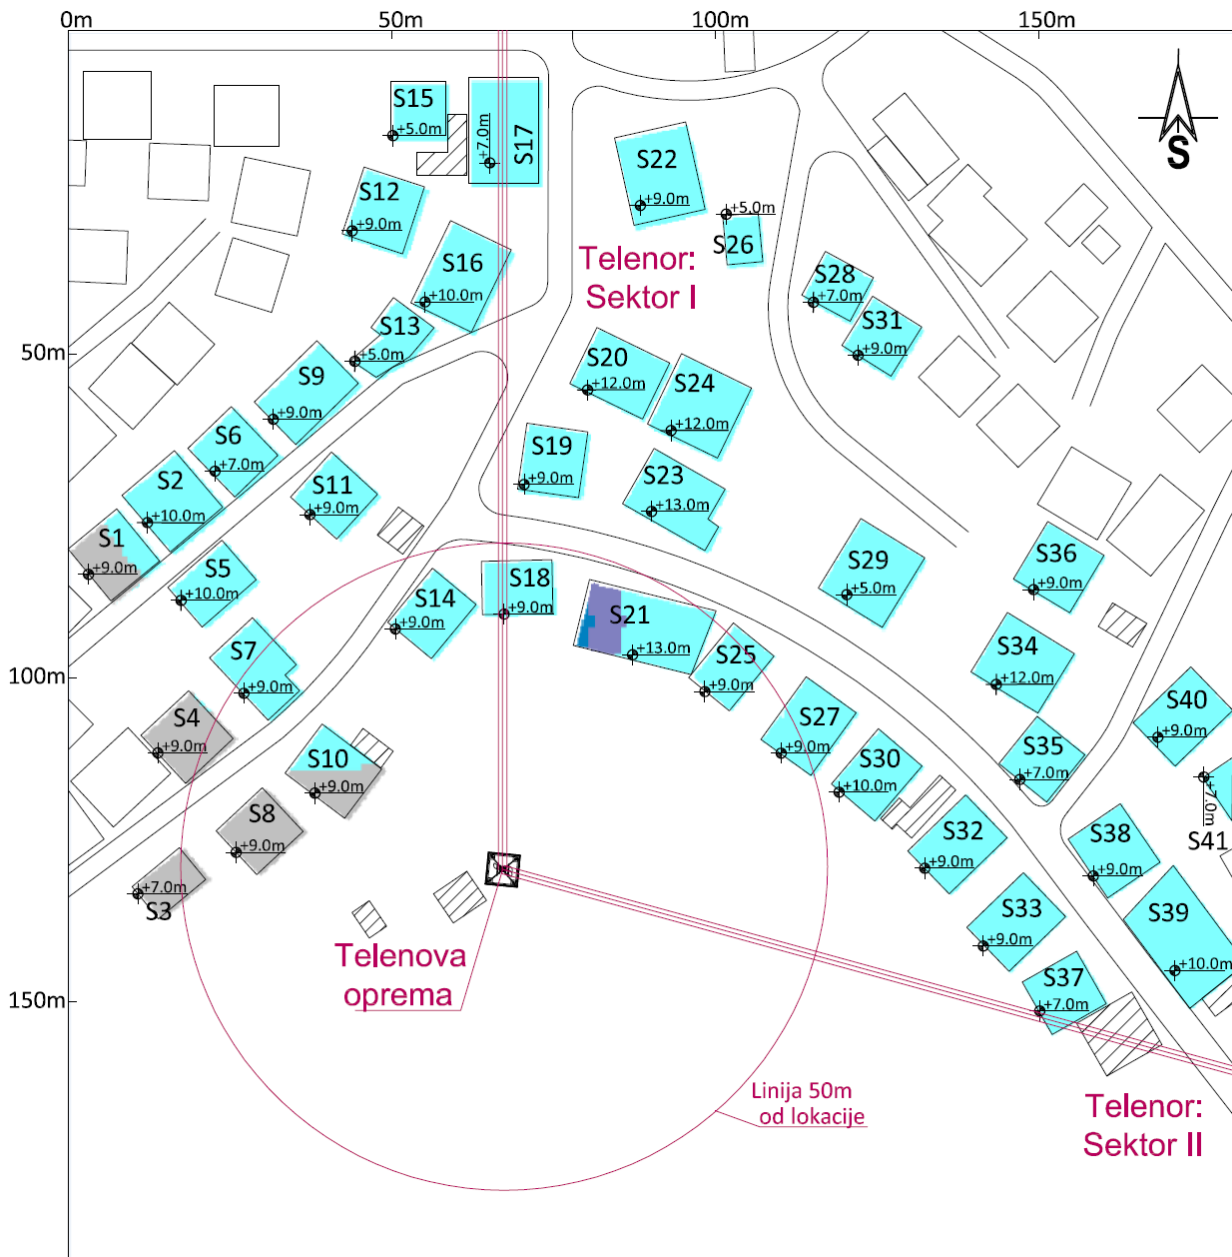 0m
50m
100m
150m
S15
+5.0m
S17
+7.0m
S22
+9.0m
S
S12
+9.0m
+5.0m
S26
S16
+10.0m
Telenor:
Sektor I
S28
+7.0m
S13
+5.0m
S31
+9.0m
50m
S20
+12.0m
S24
+12.0m
S9
+9.0m
S6
+7.0m
S19
+9.0m
S23
+13.0m
S2
+10.0m
S11
+9.0m
S1
+9.0m
S5
+10.0m
S29
+5.0m
S36
+9.0m
S14
+9.0m
S18
+9.0m
S21
+13.0m
S7
+9.0m
S25
+9.0m
S34
+12.0m
100m
S4
+9.0m
S27
+9.0m
S40
+9.0m
S10
+9.0m
S30
+10.0m
S35
+7.0m
+7.0m
S41
S8
+9.0m
S32
+9.0m
S38
+9.0m
+7.0m
S3
S33
+9.0m
S39
+10.0m
Telenova
oprema
S37
+7.0m
150m
Linija 50m
od lokacije
Telenor:
Sektor II